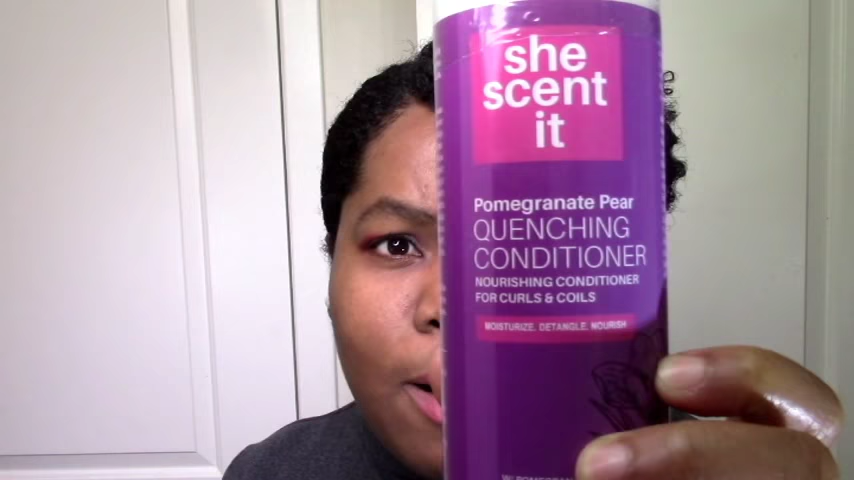 she
scent
it
Pomegranate Pear
QUENCHING
CONDITIONER
NOURISHING CONDITIONER
FOR CURLS & COILS
MOISTURIZE, DETANGLE, NOURISH